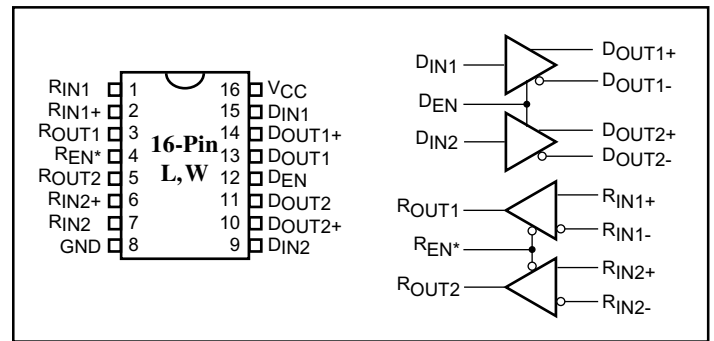 RIN1 1 16 VCC
RIN1+ 2 15 DIN1
ROUT1 3 14 DOUT1+
REN* 4 13 DOUT1
ROUT2 5 12 DEN
RIN2+ 6 11 DOUT2
RIN2 7 10 DOUT2+
GND 8 9 DIN2
16-Pin
L,W
DIN1
DOUT1+
DOUT1-
DEN
DIN2
DOUT2+
DOUT2-
ROUT1
RIN1+
RIN1-
REN*
ROUT2
RIN2+
RIN2-